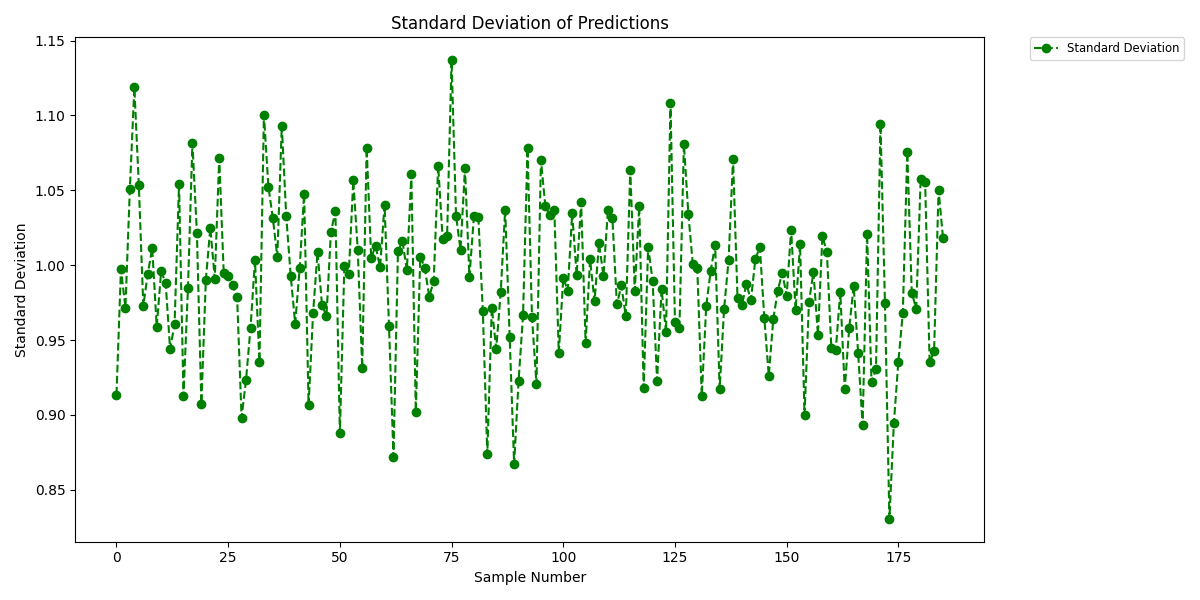 Standard Deviation of Predictions
Standard Deviation
1.15
1.10
1.05
1.00
0.95
0.90
0.85
Standard Deviation
0 25 50 75 100 125 150 175
Sample Number